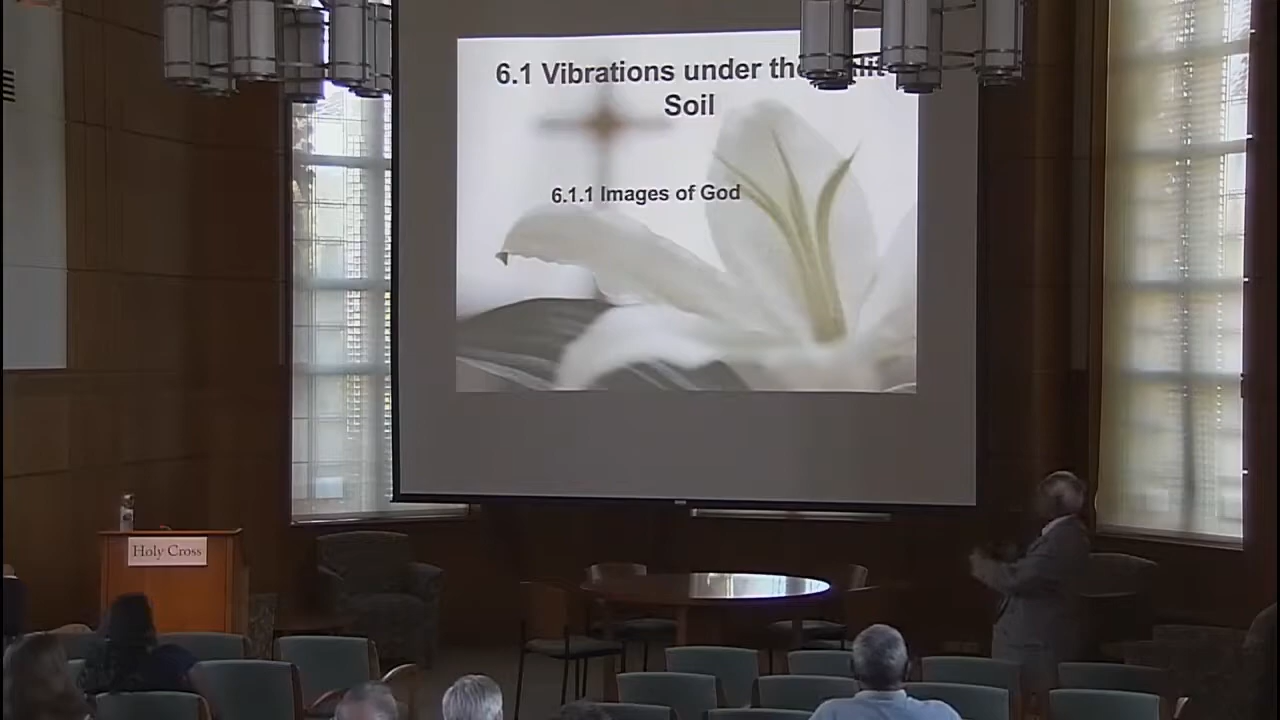 6.1 Vibrations under the
Soil
6.1.1 Images of God
Holy Cross